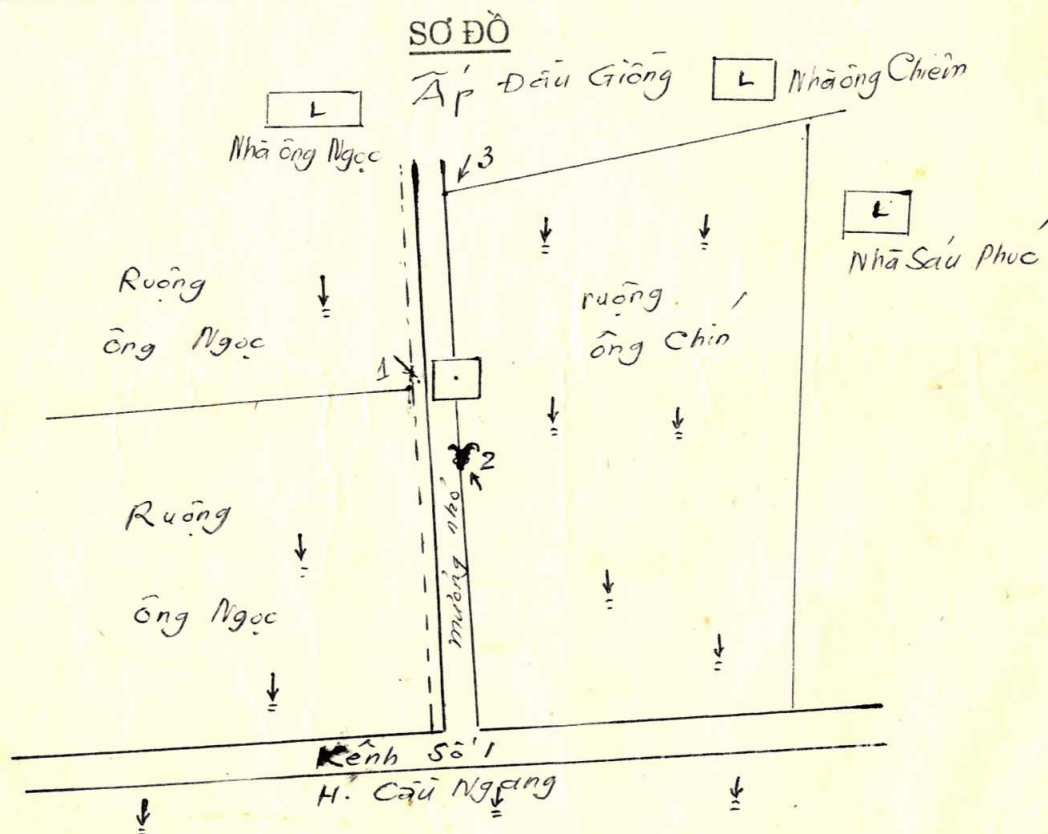 SƠ ĐỒ
Ấp Đầu Giồng
L
Nhà ông Chiêm
L
Nhà ông Ngọc
3
L
Nhà Sáu Phuć
Ruộng
ông Ngọc
ruộng
ông Chín
1
2
Ruộng
ông Ngọc
mương nhỏ
Kênh Số 1
H. Cầu Ngang